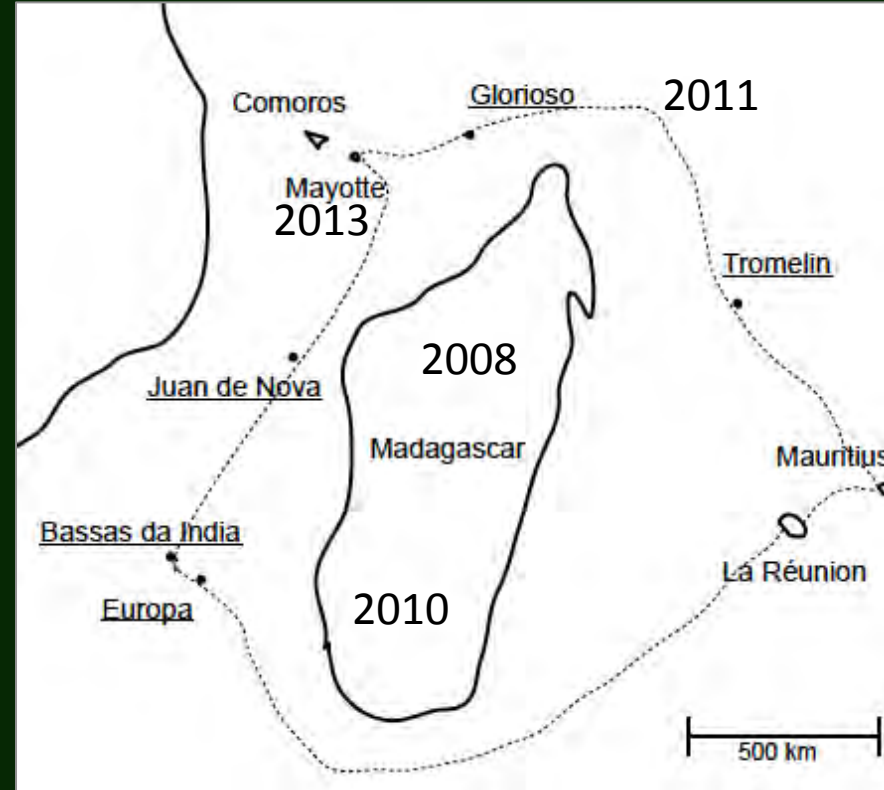 Glorioso
2011
Comoros
Mayotte
2013
Tromelin
2008
Juan de Nova
Madagascar
Mauritius
Bassas da India
La Réunion
Europa
2010
500 km